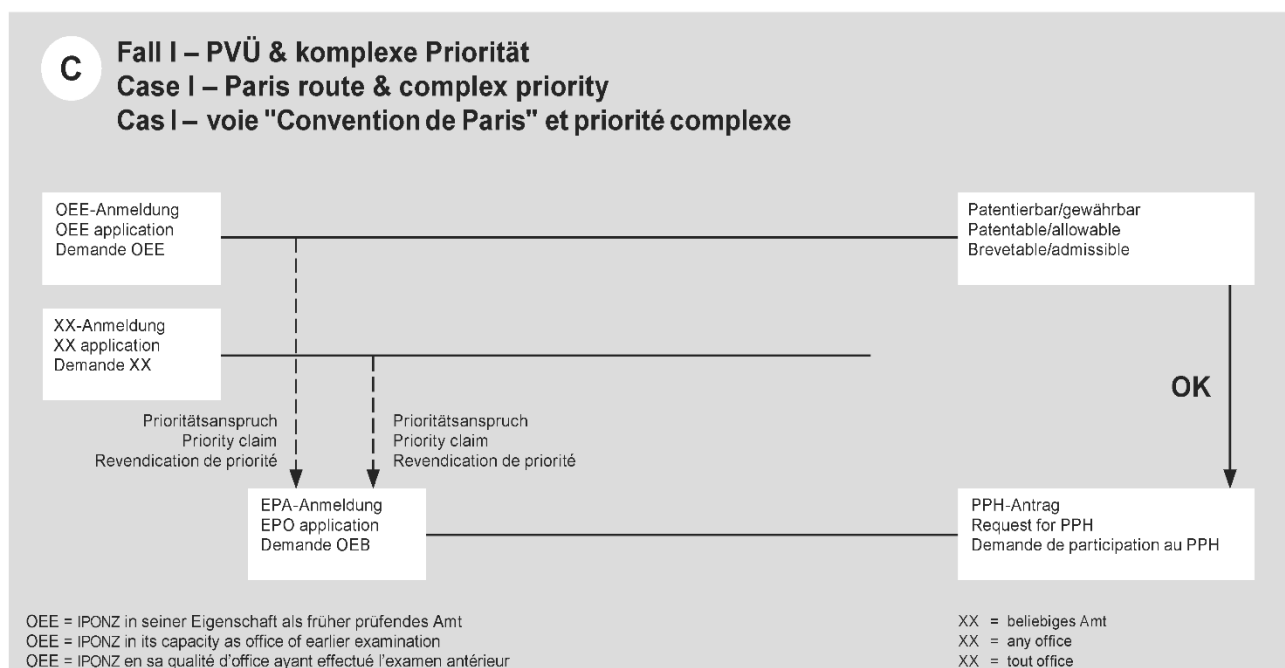 C
Fall I – PVÜ & komplexe Priorität
Case I – Paris route & complex priority
Cas I – voie "Convention de Paris" et priorité complexe
OEE-Anmeldung
OEE application
Demande OEE
Patentierbar/gewährbar
Patentable/allowable
Brevetable/admissible
XX-Anmeldung
XX application
Demande XX
OK
Prioritätsanspruch
Priority claim
Revendication de priorité
Prioritätsanspruch
Priority claim
Revendication de priorité
EPA-Anmeldung
EPO application
Demande OEB
PPH-Antrag
Request for PPH
Demande de participation au PPH
OEE = IPONZ in seiner Eigenschaft als früher prüfendes Amt
OEE = IPONZ in its capacity as office of earlier examination
OEE = IPONZ en sa qualité d'office ayant effectué l'examen antérieur
XX = beliebiges Amt
XX = any office
XX = tout office